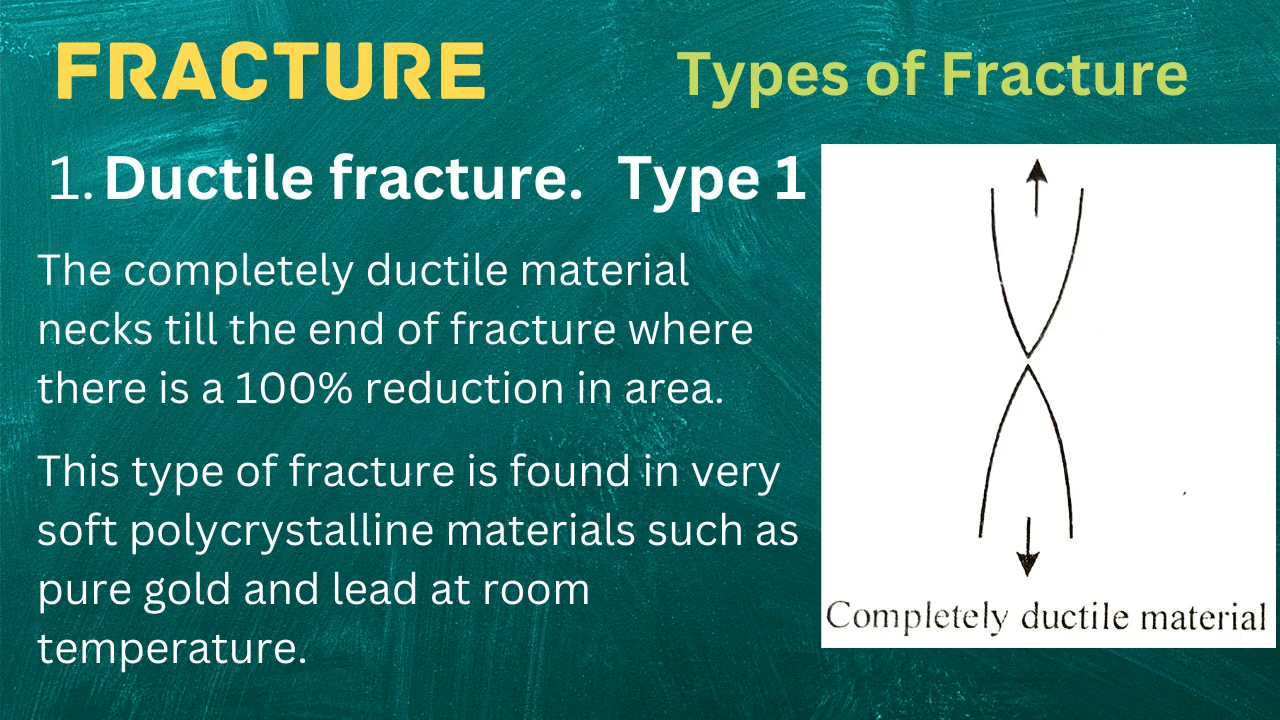 FRACTURE
Types of Fracture
1. Ductile fracture. Type 1
The completely ductile material
necks till the end of fracture where
there is a 100% reduction in area.
This type of fracture is found in very
soft polycrystalline materials such as
pure gold and lead at room
temperature.
Completely ductile material